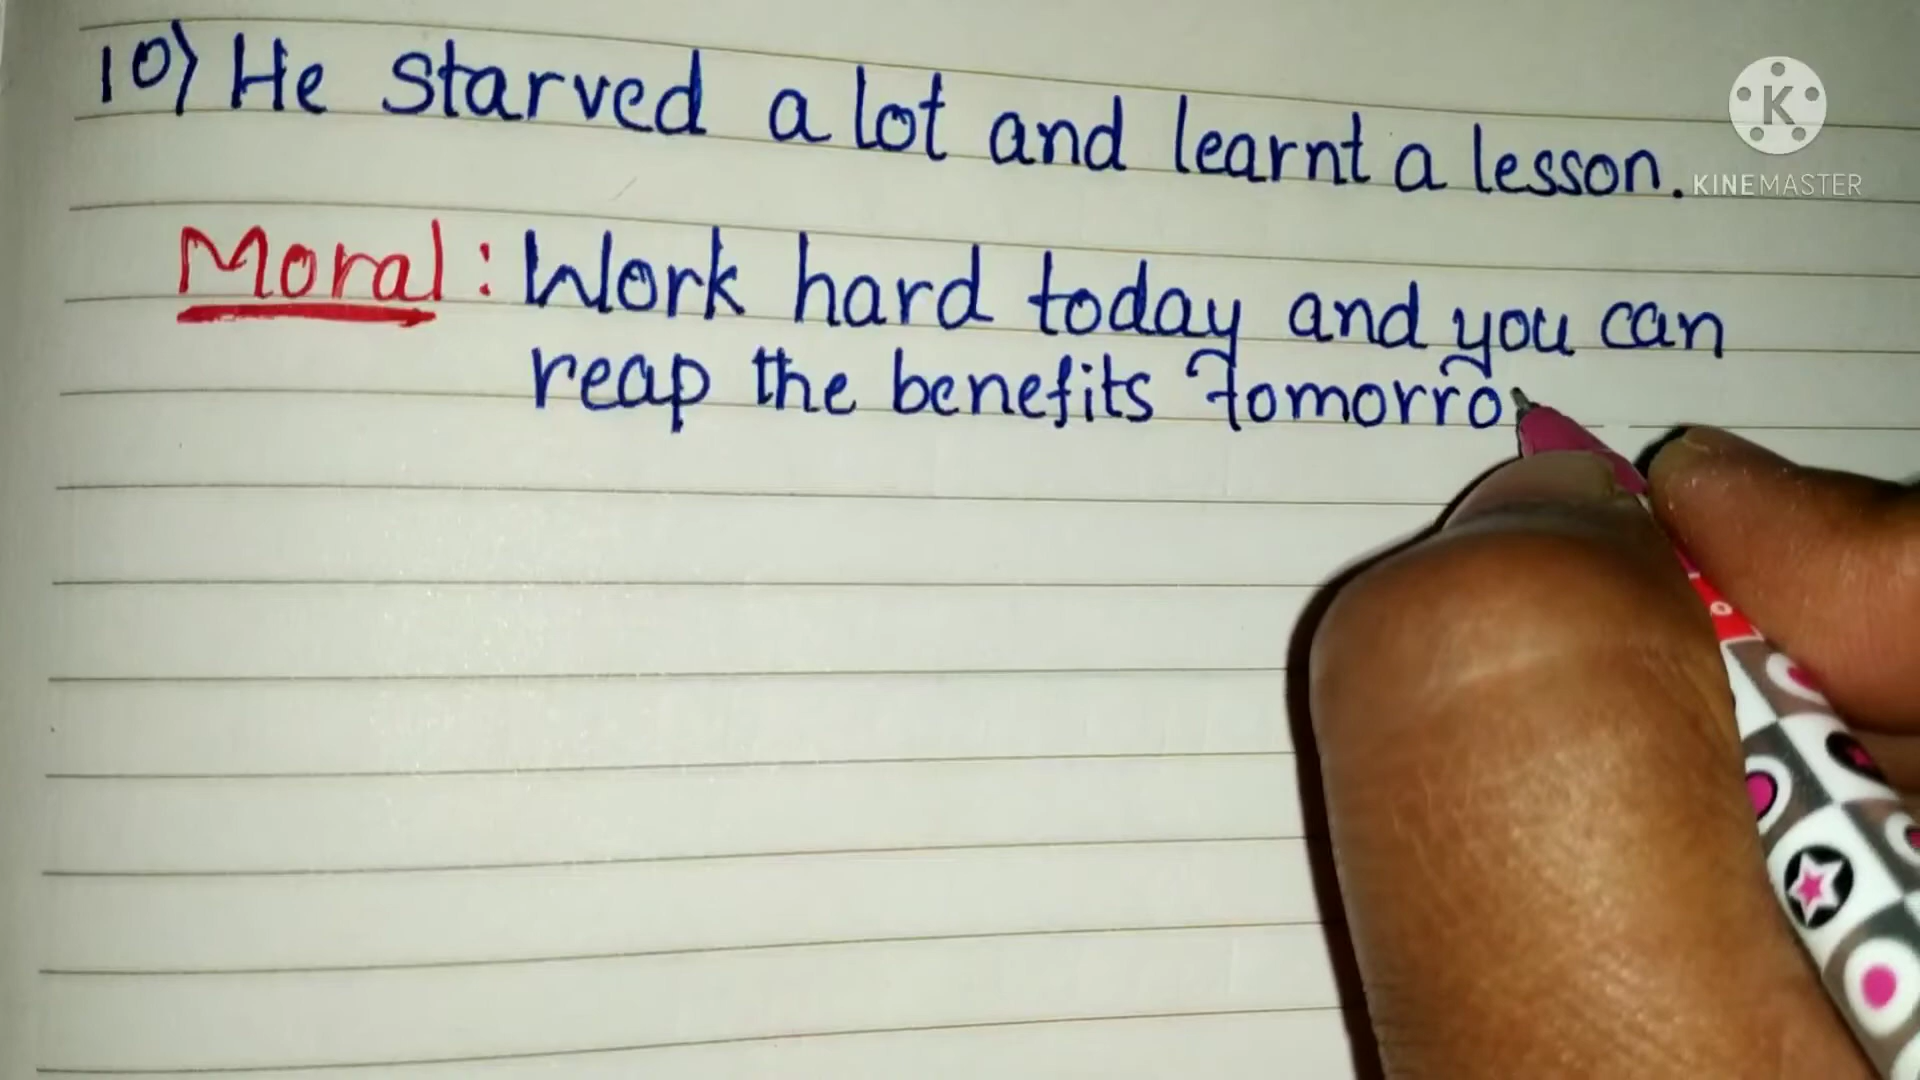 10) He starved a lot and learnt a lesson.
K
KINEMASTER
Moral: Work hard today and you can
reap the benefits tomorro